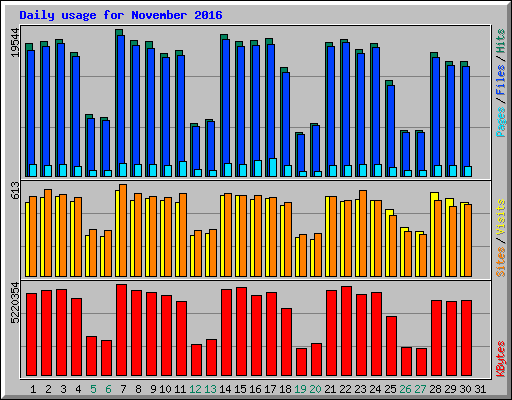 Daily usage for November 2016
19544
Pages / Files / Hits
613
Sites / Visits
5220354
KBytes
1 2 3 4 5 6 7 8 9 10 11 12 13 14 15 16 17 18 19 20 21 22 23 24 25 26 27 28 29 30 31